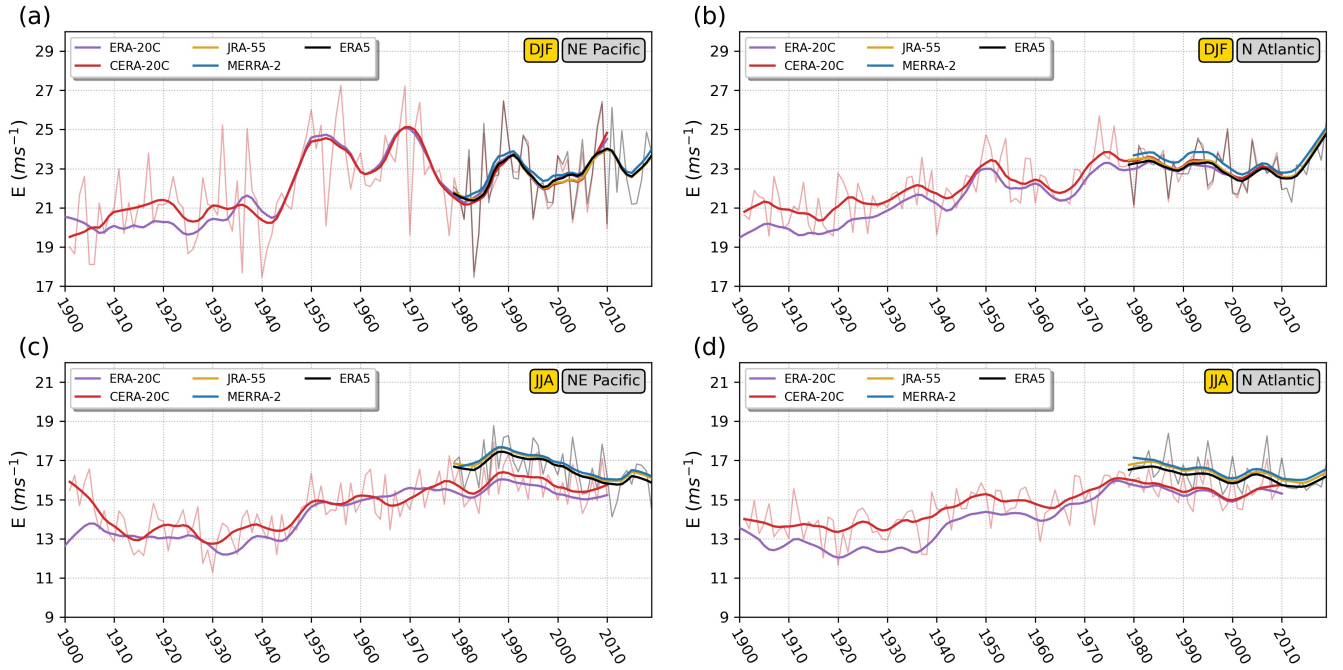 (a)
ERA-20C JRA-55 ERA5
CERA-20C MERRA-2
DJF NE Pacific
E (ms⁻¹)
29
27
25
23
21
19
17
1900 1910 1920 1930 1940 1950 1960 1970 1980 1990 2000 2010
(b)
ERA-20C JRA-55 ERA5
CERA-20C MERRA-2
DJF N Atlantic
E (ms⁻¹)
29
27
25
23
21
19
17
1900 1910 1920 1930 1940 1950 1960 1970 1980 1990 2000 2010
(c)
ERA-20C JRA-55 ERA5
CERA-20C MERRA-2
JJA NE Pacific
E (ms⁻¹)
21
19
17
15
13
11
9
1900 1910 1920 1930 1940 1950 1960 1970 1980 1990 2000 2010
(d)
ERA-20C JRA-55 ERA5
CERA-20C MERRA-2
JJA N Atlantic
E (ms⁻¹)
21
19
17
15
13
11
9
1900 1910 1920 1930 1940 1950 1960 1970 1980 1990 2000 2010